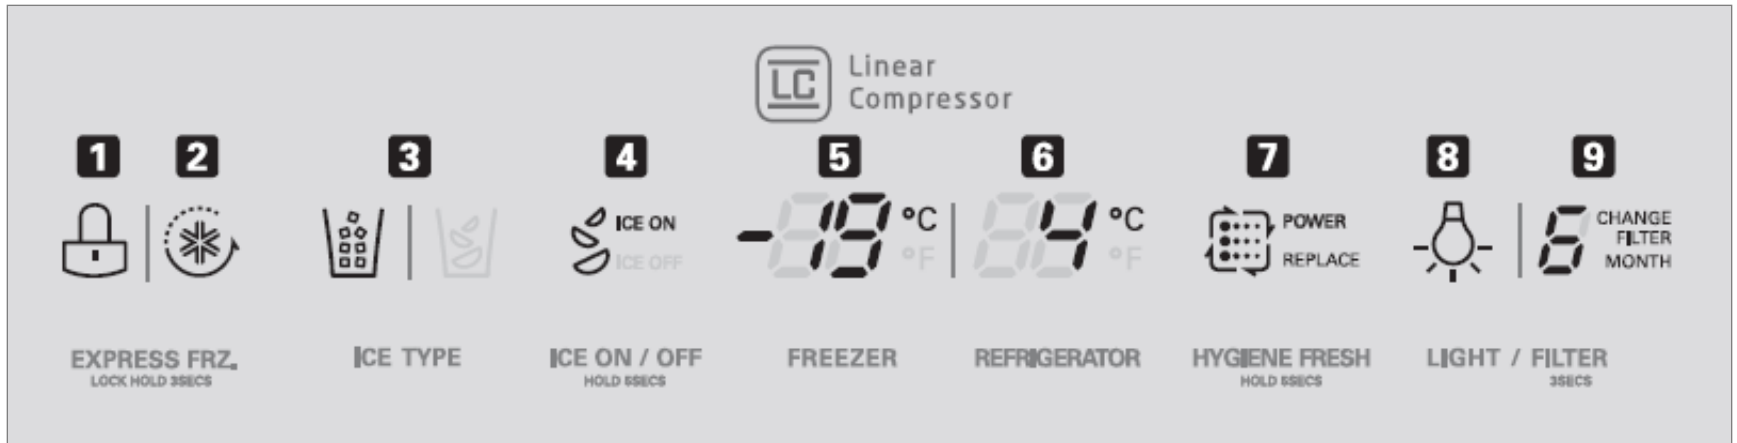 LC
Linear
Compressor
1 2 3 4 5 6 7 8 9
ICE ON
ICE OFF
-19 °C
°F
4 °C
°F
POWER
REPLACE
6 CHANGE
FILTER
MONTH
EXPRESS FRZ.
LOCK HOLD 3SECS
ICE TYPE
ICE ON / OFF
HOLD 5SECS
FREEZER
REFRIGERATOR
HYGIENE FRESH
HOLD 5SECS
LIGHT / FILTER
3SECS